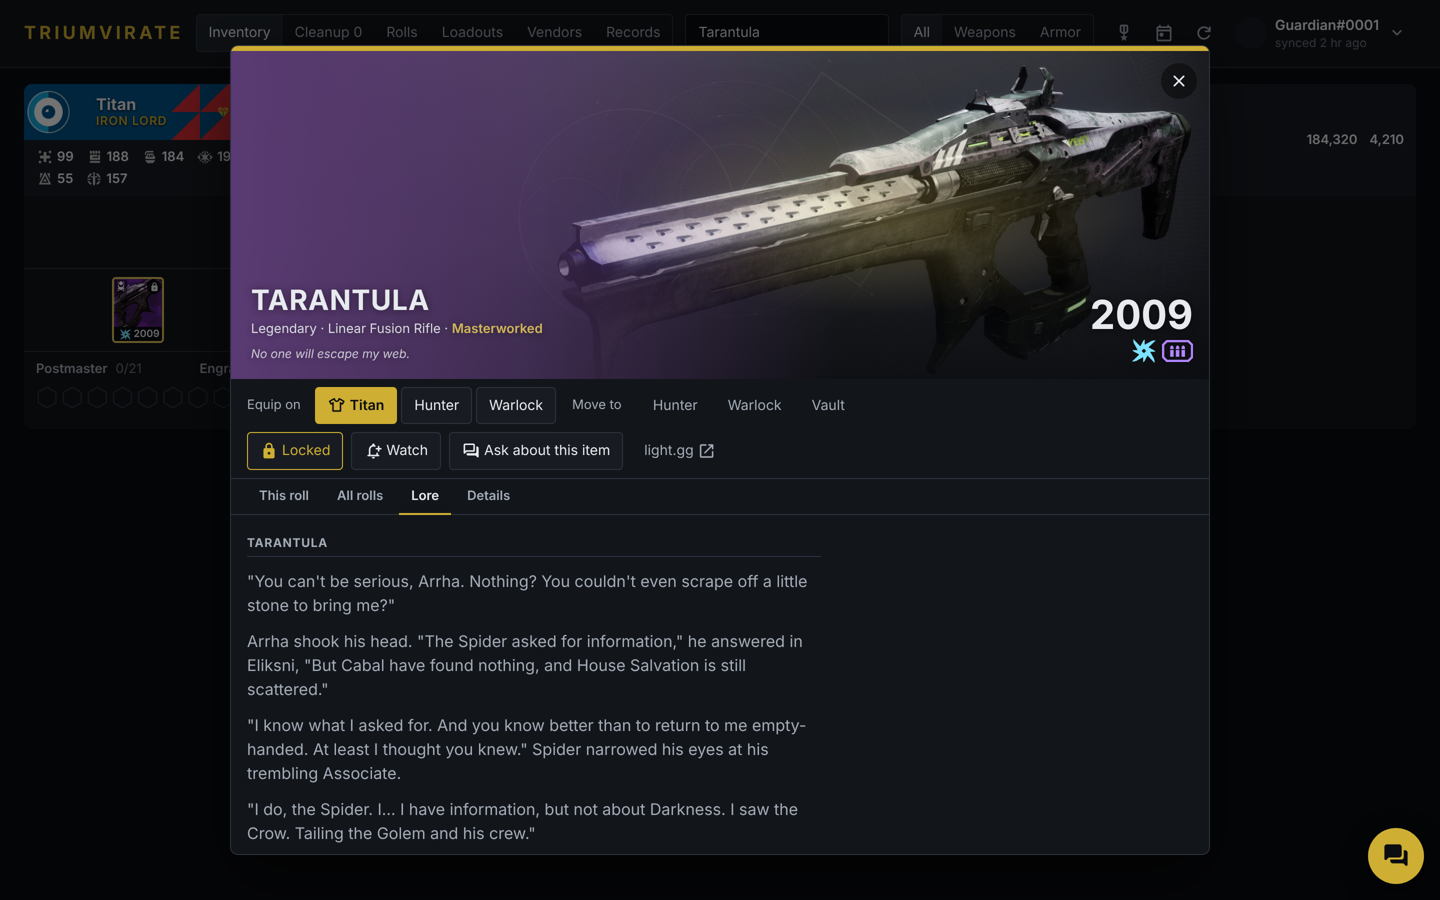 TRIUMVIRATE
Inventory
Cleanup 0
Rolls
Loadouts
Vendors
Records
Tarantula
All
Weapons
Armor
Guardian#0001
synced 2 hr ago
Titan
IRON LORD
99 188 184 19
55 157
184,320 4,210
2009
Postmaster 0/21
Engr
TARANTULA
Legendary · Linear Fusion Rifle · Masterworked
No one will escape my web.
2009
Equip on
Titan
Hunter
Warlock
Move to
Hunter
Warlock
Vault
Locked
Watch
Ask about this item
light.gg
This roll
All rolls
Lore
Details
TARANTULA
"You can't be serious, Arrha. Nothing? You couldn't even scrape off a little
stone to bring me?"
Arrha shook his head. "The Spider asked for information," he answered in
Eliksni, "But Cabal have found nothing, and House Salvation is still
scattered."
"I know what I asked for. And you know better than to return to me empty-
handed. At least I thought you knew." Spider narrowed his eyes at his
trembling Associate.
"I do, the Spider. I... I have information, but not about Darkness. I saw the
Crow. Tailing the Golem and his crew."